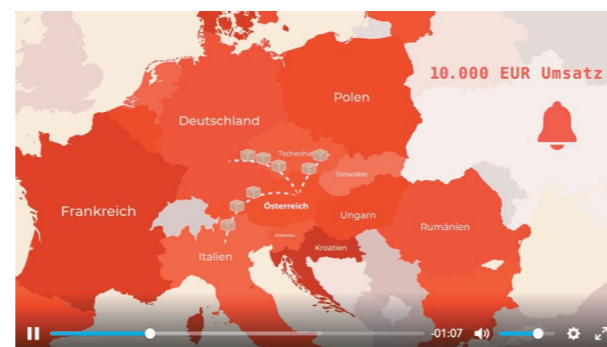 10.000 EUR Umsatz
Polen
Deutschland
Tschechien
Slowakei
Österreich
Frankreich
Ungarn
Rumänien
Slowenien
Kroatien
Italien
-01:07